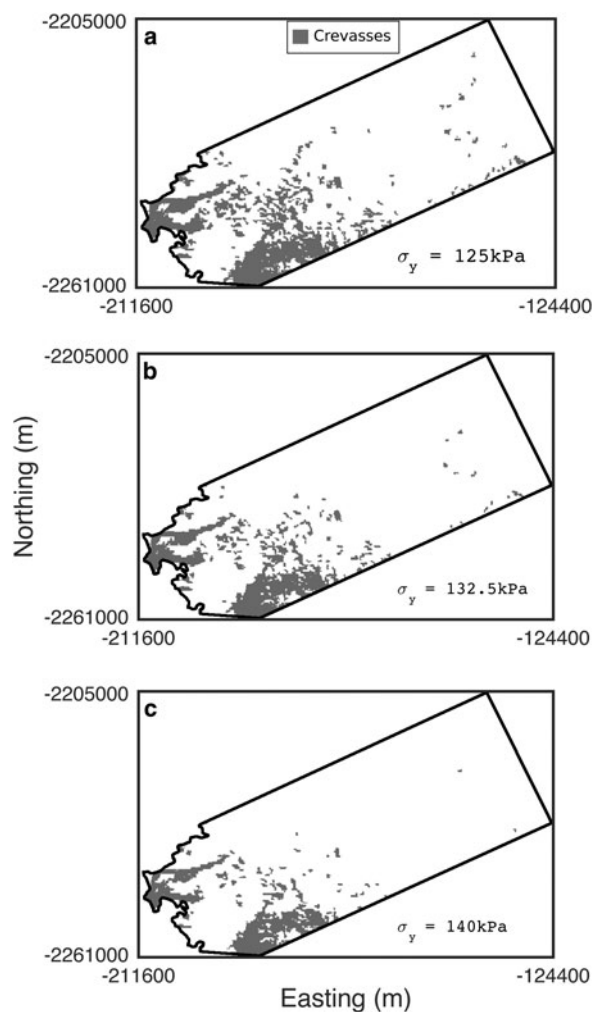 -2205000
a
Crevasses
σy = 125kPa
-2261000
-211600
-124400
-2205000
b
Northing (m)
σy = 132.5kPa
-2261000
-211600
-124400
-2205000
c
σy = 140kPa
-2261000
-211600
-124400
Easting (m)